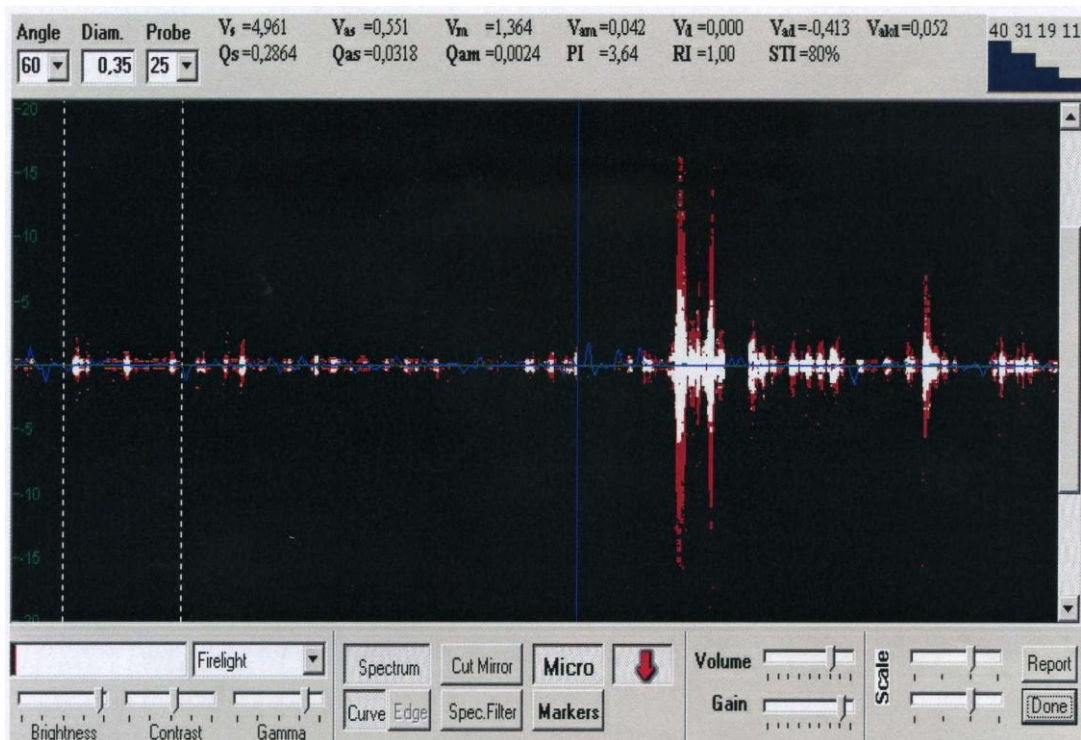 Angle Diam. Probe
60 0,35 25
Vs =4,961 Vas =0,551 Vm =1,364 Vam=0,042 Vd =0,000 Vad=-0,413 Vakd=0,052
Qs =0,2864 Qas =0,0318 Qam =0,0024 PI =3,64 RI =1,00 STI =80%
40 31 19 11
-20
-15
-10
-5
-5
-10
-15
-20
Firelight
Brightness Contrast Gamma
Spectrum Cut Mirror Micro
Curve Edge Spec.Filter Markers
Volume
Gain
Scale
Report
Done